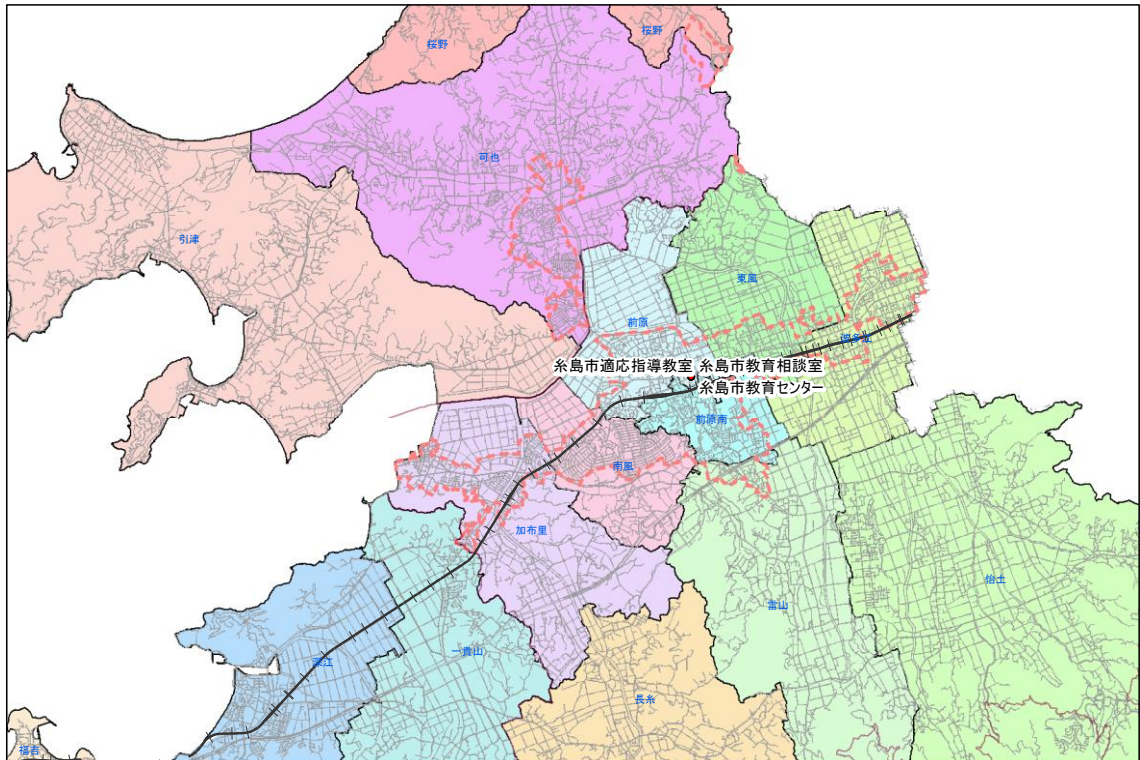 桜野
桜野
可也
引津
東風
前原
波多江
糸島市適応指導教室
糸島市教育相談室
糸島市教育センター
前原南
南風
加布里
怡土
雷山
一貴山
深江
長糸
福吉